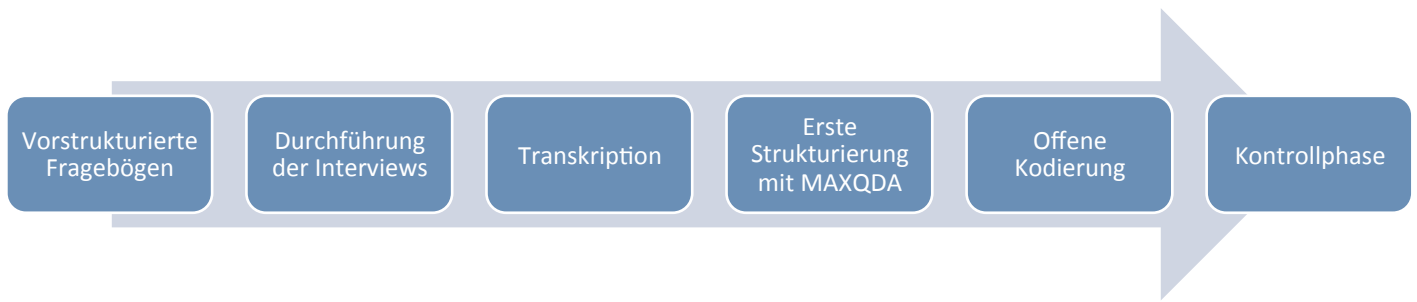 Vorstrukturierte
Fragebögen
Durchführung
der Interviews
Transkription
Erste
Strukturierung
mit MAXQDA
Offene
Kodierung
Kontrollphase